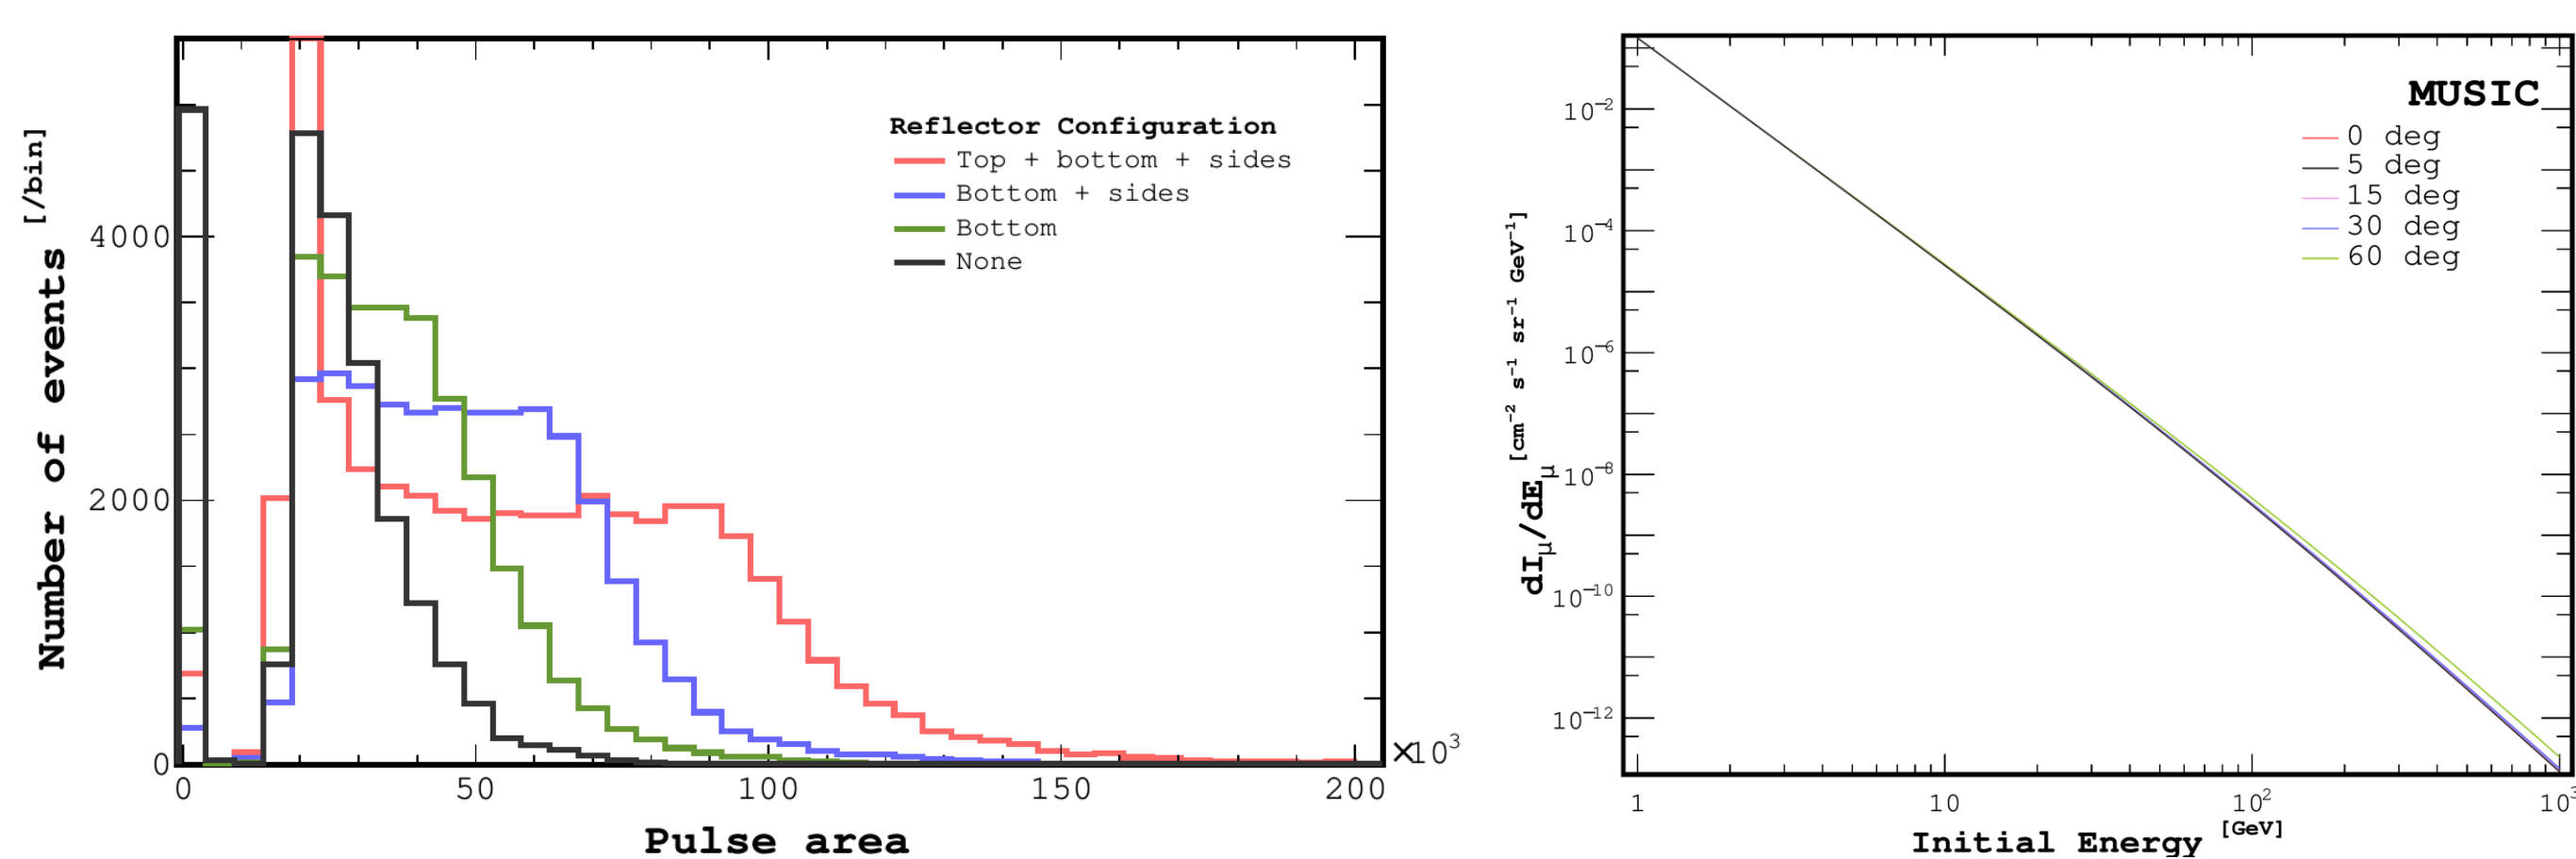 Number of events [/bin]
4000
2000
0
Reflector Configuration
Top + bottom + sides
Bottom + sides
Bottom
None
0 50 100 150 200
×10³
Pulse area
dIμ/dEμ [cm⁻² s⁻¹ sr⁻¹ GeV⁻¹]
10⁻²
10⁻⁴
10⁻⁶
10⁻⁸
10⁻¹⁰
10⁻¹²
MUSIC
0 deg
5 deg
15 deg
30 deg
60 deg
1 10 10² 10³
Initial Energy [GeV]